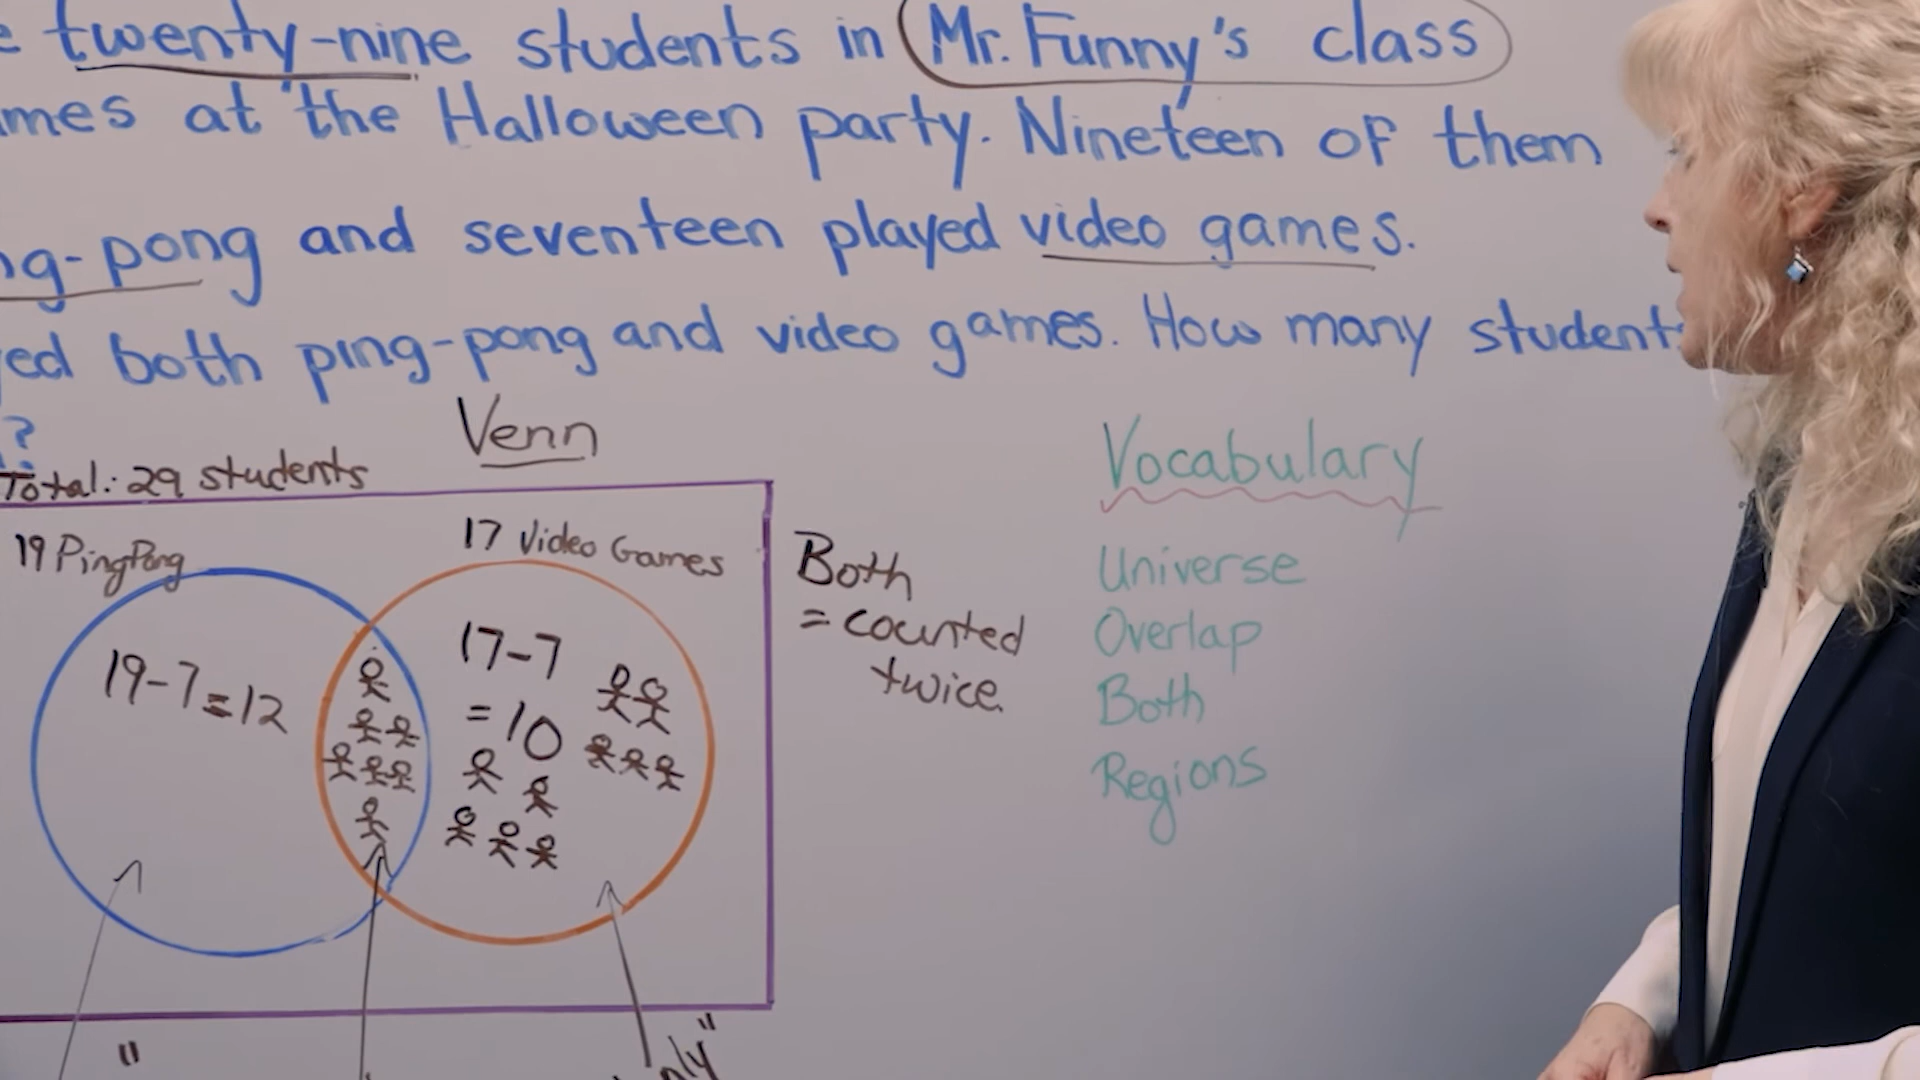 twenty-nine students in Mr. Funny's class
mes at the Halloween party. Nineteen of them
ng-pong and seventeen played video games.
ed both ping-pong and video games. How many student
?
Venn
Total: 29 students
19 PingPong
17 Video Games
19-7=12
17-7
=10
Both
= counted
twice.
Vocabulary
Universe
Overlap
Both
Regions
"
nly"